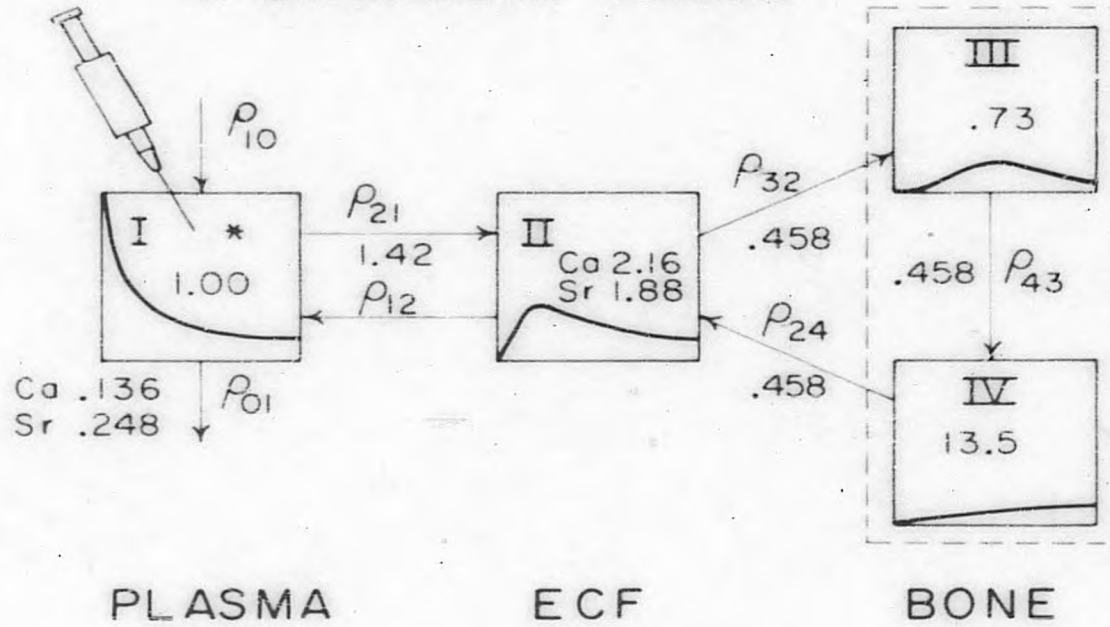 ρ10
I *
1.00
ρ21
1.42
ρ12
Ca .136
Sr .248
ρ01
II
Ca 2.16
Sr 1.88
ρ32
.458
ρ24
.458
III
.73
.458 ρ43
IV
13.5
PLASMA ECF BONE